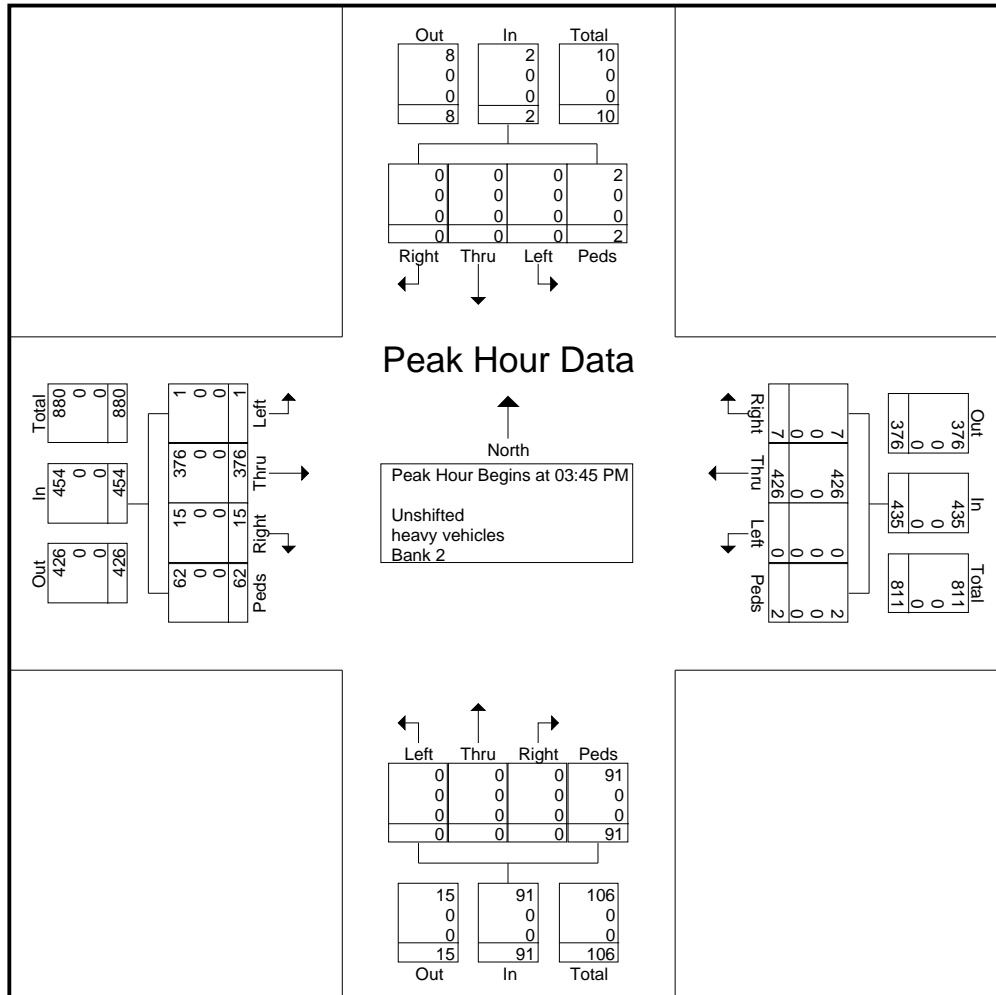 Out In Total
8 2 10
0 0 0
0 0 0
8 2 10
0 0 0 2
0 0 0 0
0 0 0 0
0 0 0 2
Right Thru Left Peds
Peak Hour Data
North
Peak Hour Begins at 03:45 PM
Unshifted
heavy vehicles
Bank 2
Total
880 0 0 880
In
454 0 0 454
Out
426 0 0 426
1 0 0 1 Left
376 0 0 376 Thru
15 0 0 15 Right
62 0 0 62 Peds
Right 7 0 0 7
Thru 426 0 0 426
Left 0 0 0 0
Peds 2 0 0 2
Out
376 0 0 376
In
435 0 0 435
Total
811 0 0 811
Left Thru Right Peds
0 0 0 91
0 0 0 0
0 0 0 0
0 0 0 91
15 91 106
0 0 0
0 0 0
15 91 106
Out In Total